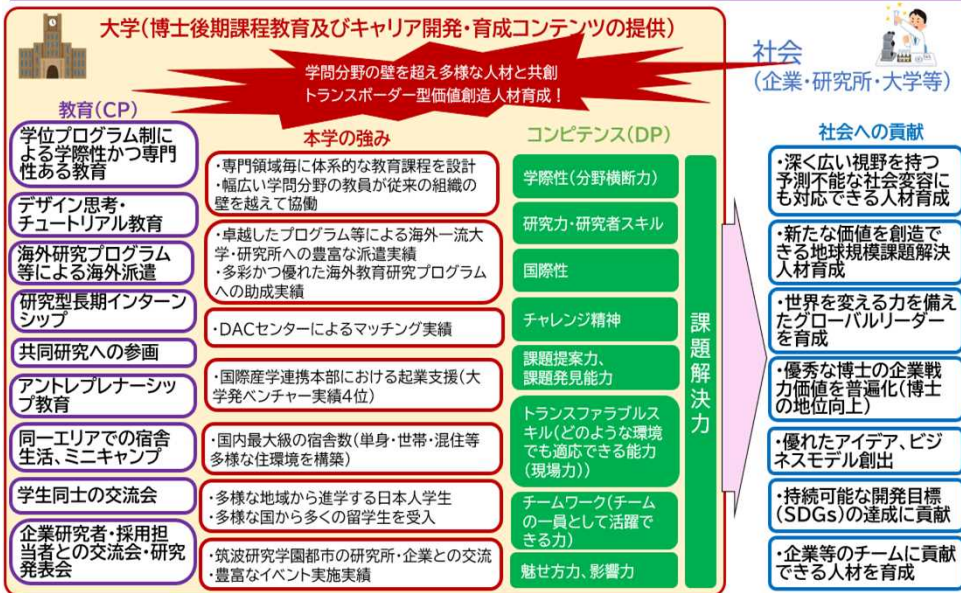 大学(博士後期課程教育及びキャリア開発・育成コンテンツの提供)
学問分野の壁を超え多様な人材と共創
トランスボーダー型価値創造人材育成!
社会
(企業・研究所・大学等)
教育(CP)
学位プログラム制に
よる学際性かつ専門
性ある教育
デザイン思考・
チュートリアル教育
海外研究プログラム
等による海外派遣
研究型長期インターン
シップ
共同研究への参画
アントレプレナーシッ
プ教育
同一エリアでの宿舎
生活、ミニキャンプ
学生同士の交流会
企業研究者・採用担
当者との交流会・研究
発表会
本学の強み
・専門領域毎に体系的な教育課程を設計
・幅広い学問分野の教員が従来の組織の
壁を越えて協働
・卓越したプログラム等による海外一流大
学・研究所への豊富な派遣実績
・多彩かつ優れた海外教育研究プログラム
への助成実績
・DACセンターによるマッチング実績
・国際産学連携本部における起業支援(大
学発ベンチャー実績4位)
・国内最大級の宿舎数(単身・世帯・混住等
多様な住環境を構築)
・多様な地域から進学する日本人学生
・多様な国から多くの留学生を受入
・筑波研究学園都市の研究所・企業との交流
・豊富なイベント実施実績
コンピテンス(DP)
学際性(分野横断力)
研究力・研究者スキル
国際性
チャレンジ精神
課題提案力、
課題発見能力
トランスファラブルス
キル(どのような環境
でも適応できる能力
(現場力))
チームワーク(チーム
の一員として活躍で
きる力)
魅せ方力、影響力
課題解決力
社会への貢献
・深く広い視野を持つ
予測不能な社会変容に
も対応できる人材育成
・新たな価値を創造で
きる地球規模課題解決
人材育成
・世界を変える力を備え
たグローバルリーダー
を育成
・優秀な博士の企業戦
力価値を普遍化(博士
の地位向上)
・優れたアイデア、ビジ
ネスモデル創出
・持続可能な開発目標
(SDGs)の達成に貢献
・企業等のチームに貢献
できる人材を育成